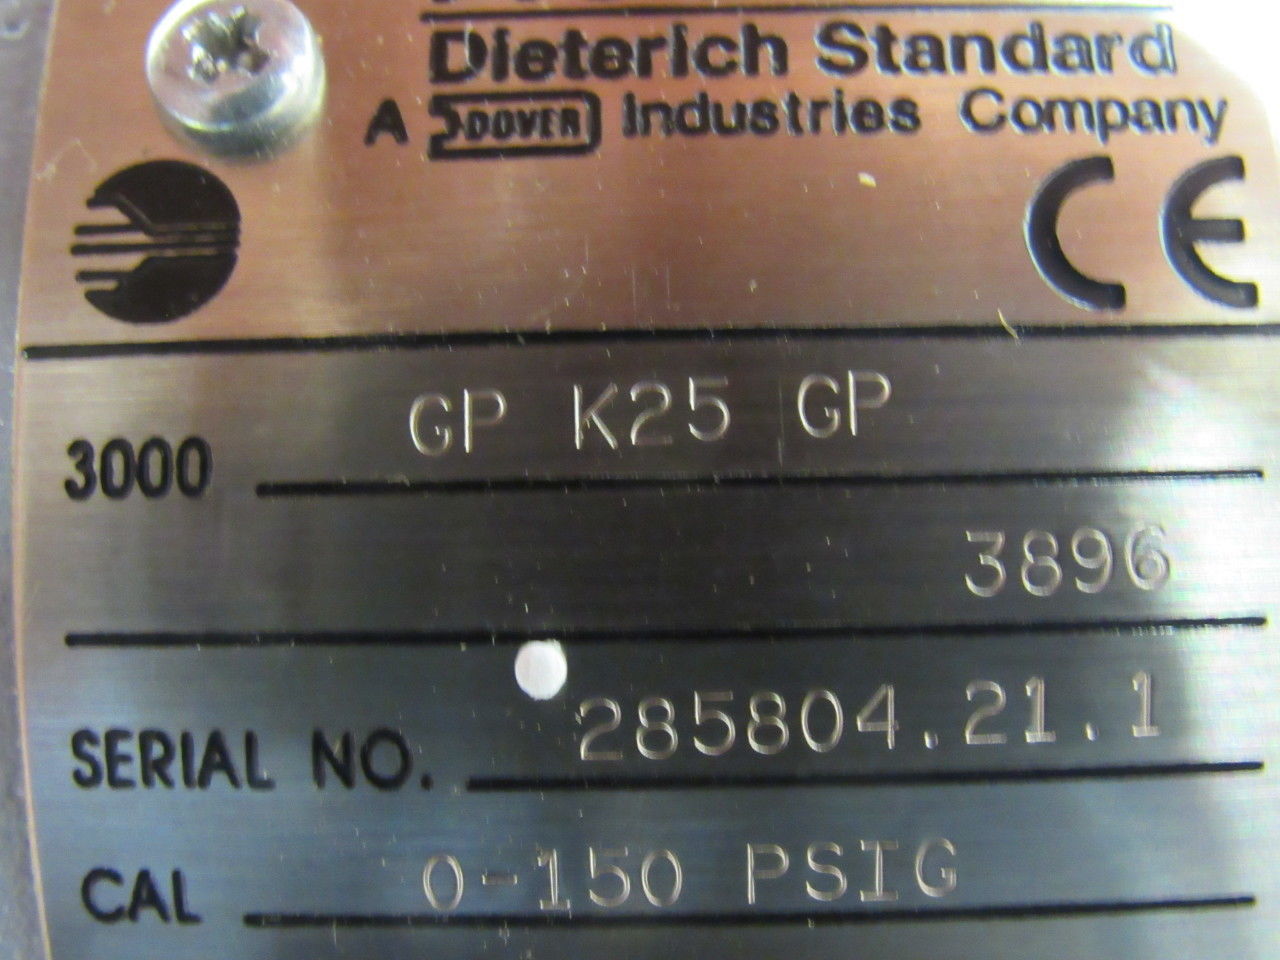 Dieterich Standard
A DOVER Industries Company
CE
3000 GP K25 GP
3896
SERIAL NO. 285804.21.1
CAL 0-150 PSIG